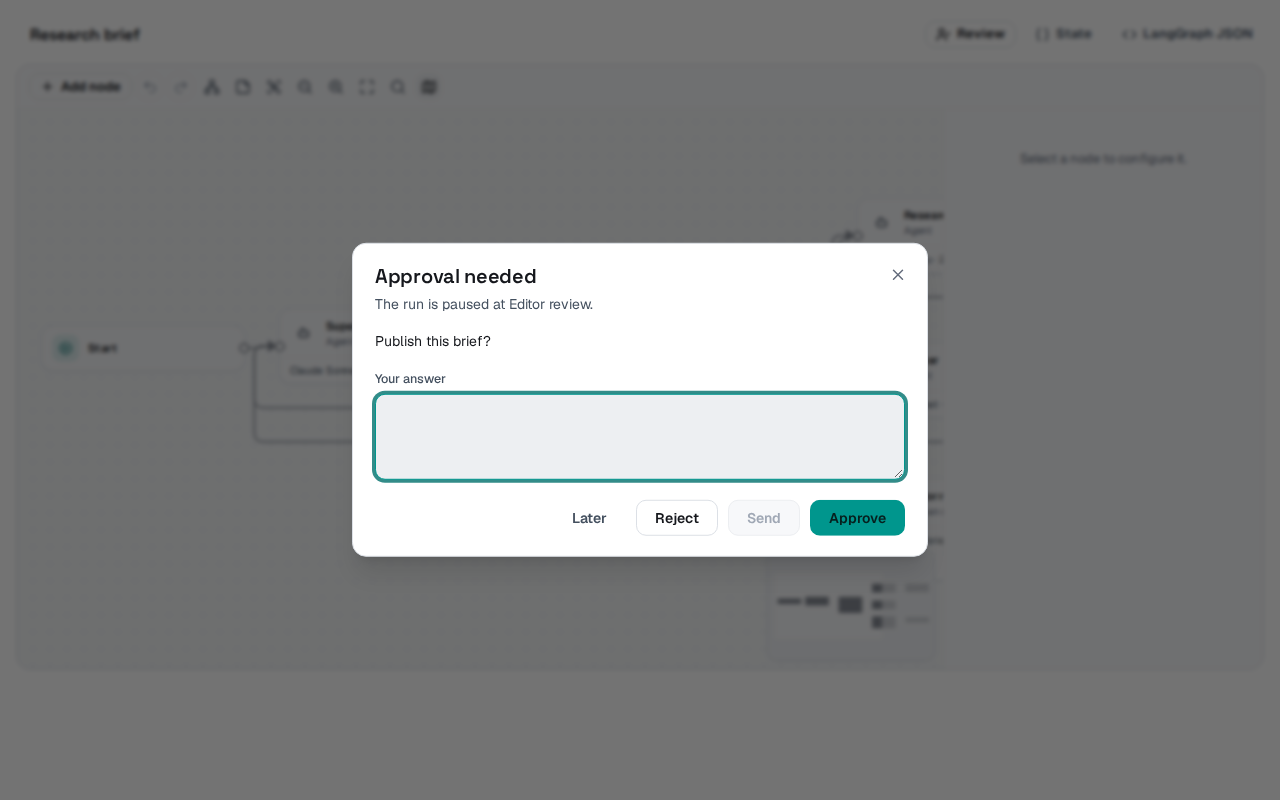 Research brief
Review
State
LangGraph JSON
Add node
Select a node to configure it.
Agent
Start
Approval needed
The run is paused at Editor review.
Publish this brief?
Your answer
Later
Reject
Send
Approve